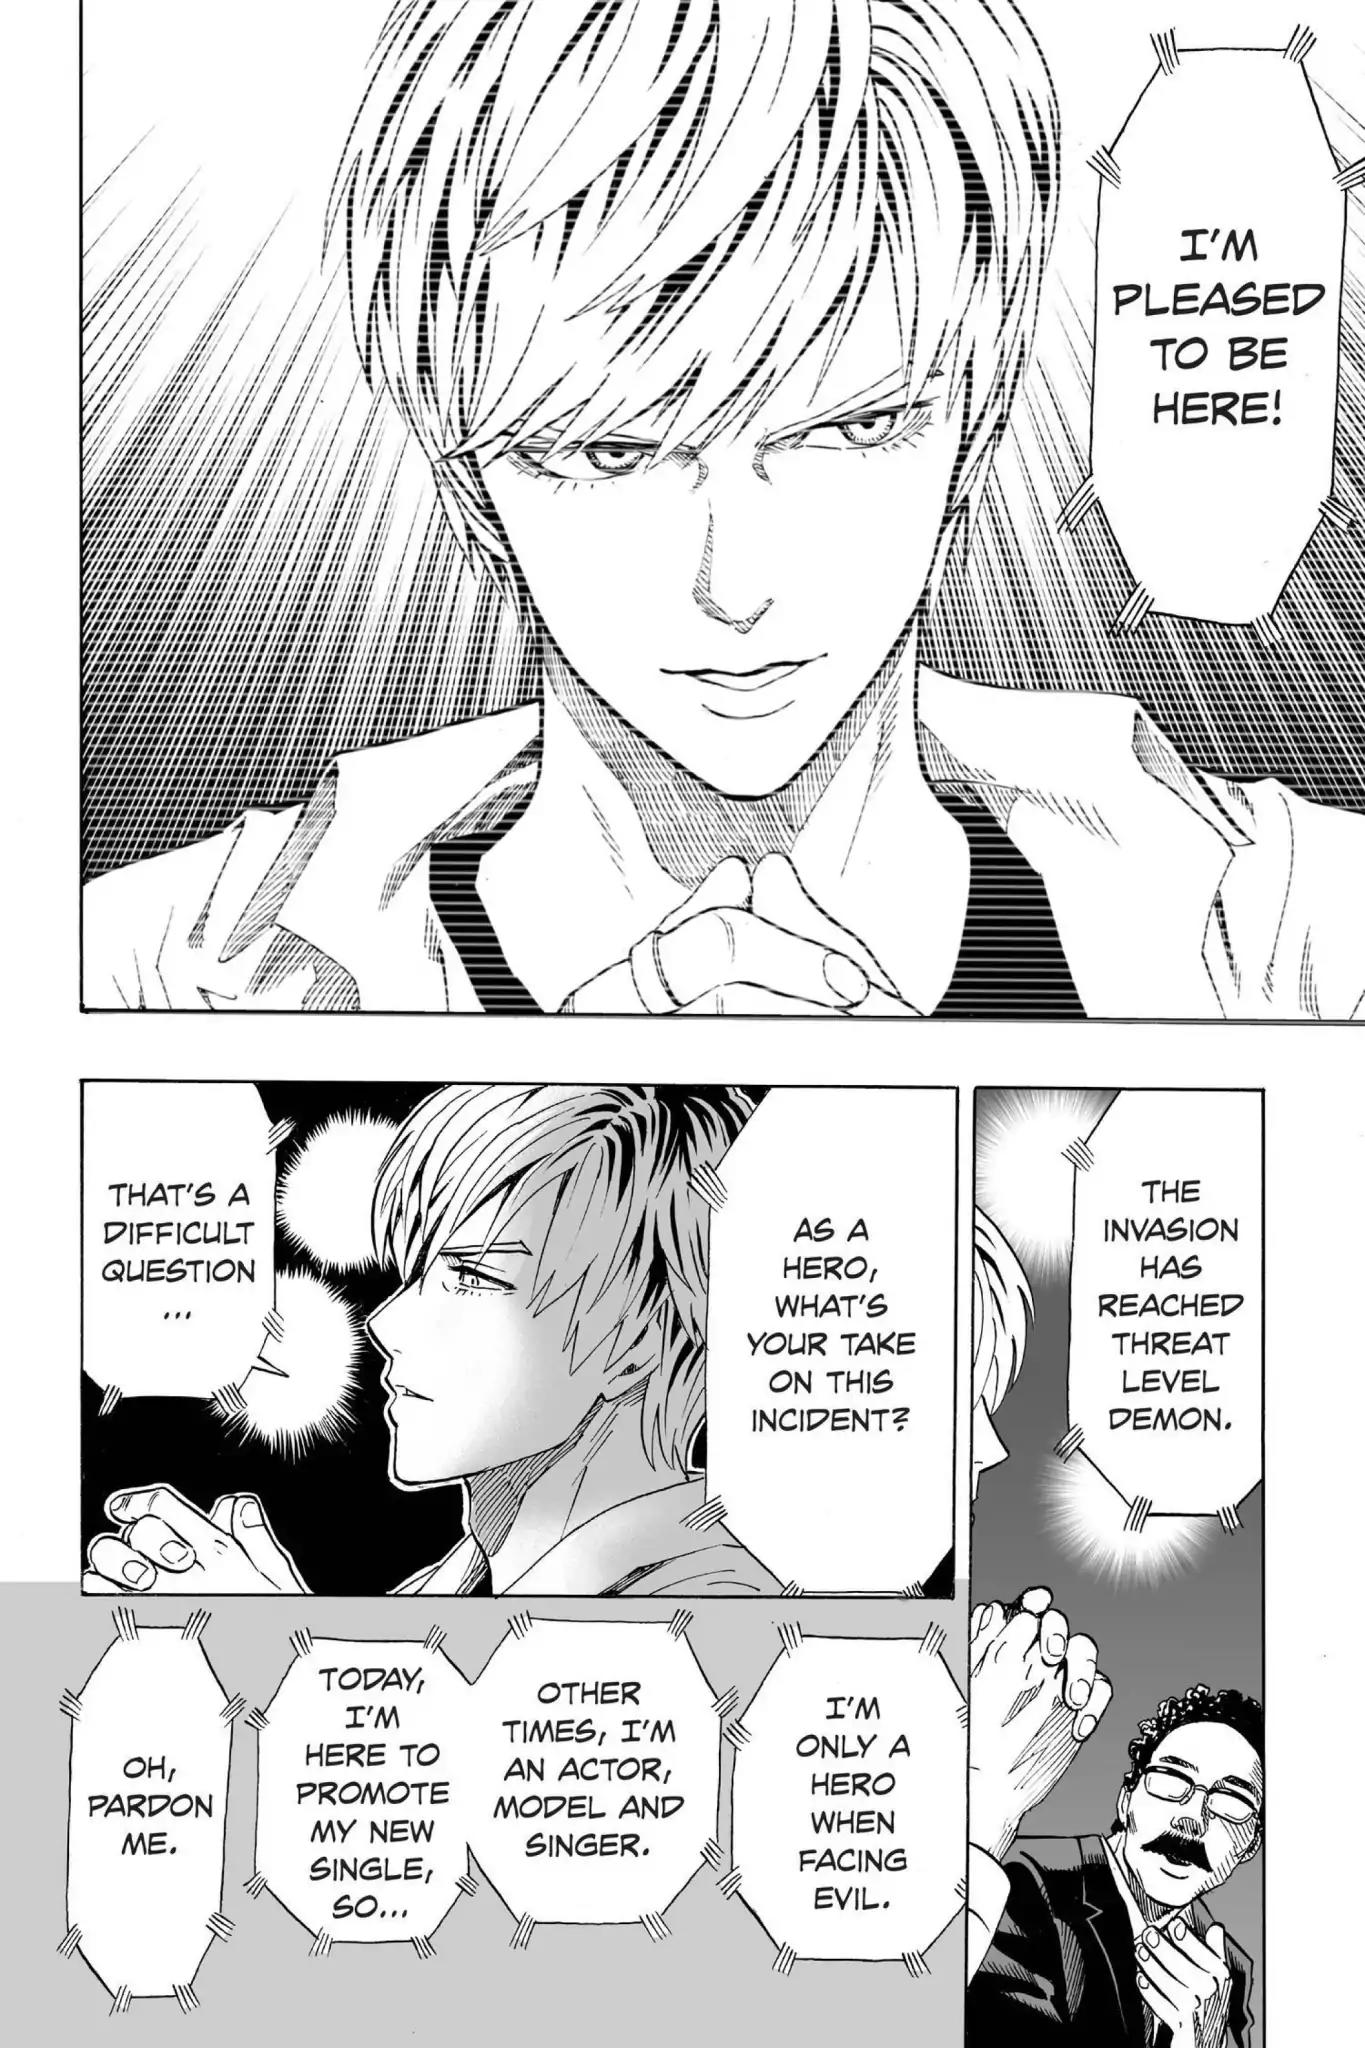 I'M
PLEASED
TO BE
HERE!
THE
INVASION
HAS
REACHED
THREAT
LEVEL
DEMON.
AS A
HERO,
WHAT'S
YOUR TAKE
ON THIS
INCIDENT?
THAT'S A
DIFFICULT
QUESTION
...
I'M
ONLY A
HERO
WHEN
FACING
EVIL.
OTHER
TIMES, I'M
AN ACTOR,
MODEL AND
SINGER.
TODAY,
I'M
HERE TO
PROMOTE
MY NEW
SINGLE,
SO...
OH,
PARDON
ME.